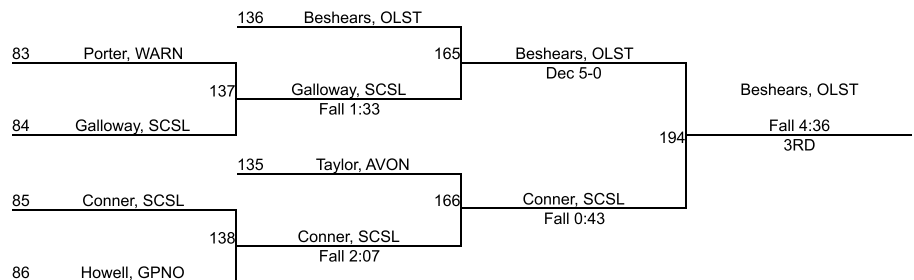 136 Beshears, OLST
83 Porter, WARN
165 Beshears, OLST
Dec 5-0
137 Galloway, SCSL
Fall 1:33
Beshears, OLST
84 Galloway, SCSL
Fall 4:36
194
3RD
135 Taylor, AVON
85 Conner, SCSL
166 Conner, SCSL
Fall 0:43
138 Conner, SCSL
Fall 2:07
86 Howell, GPNO